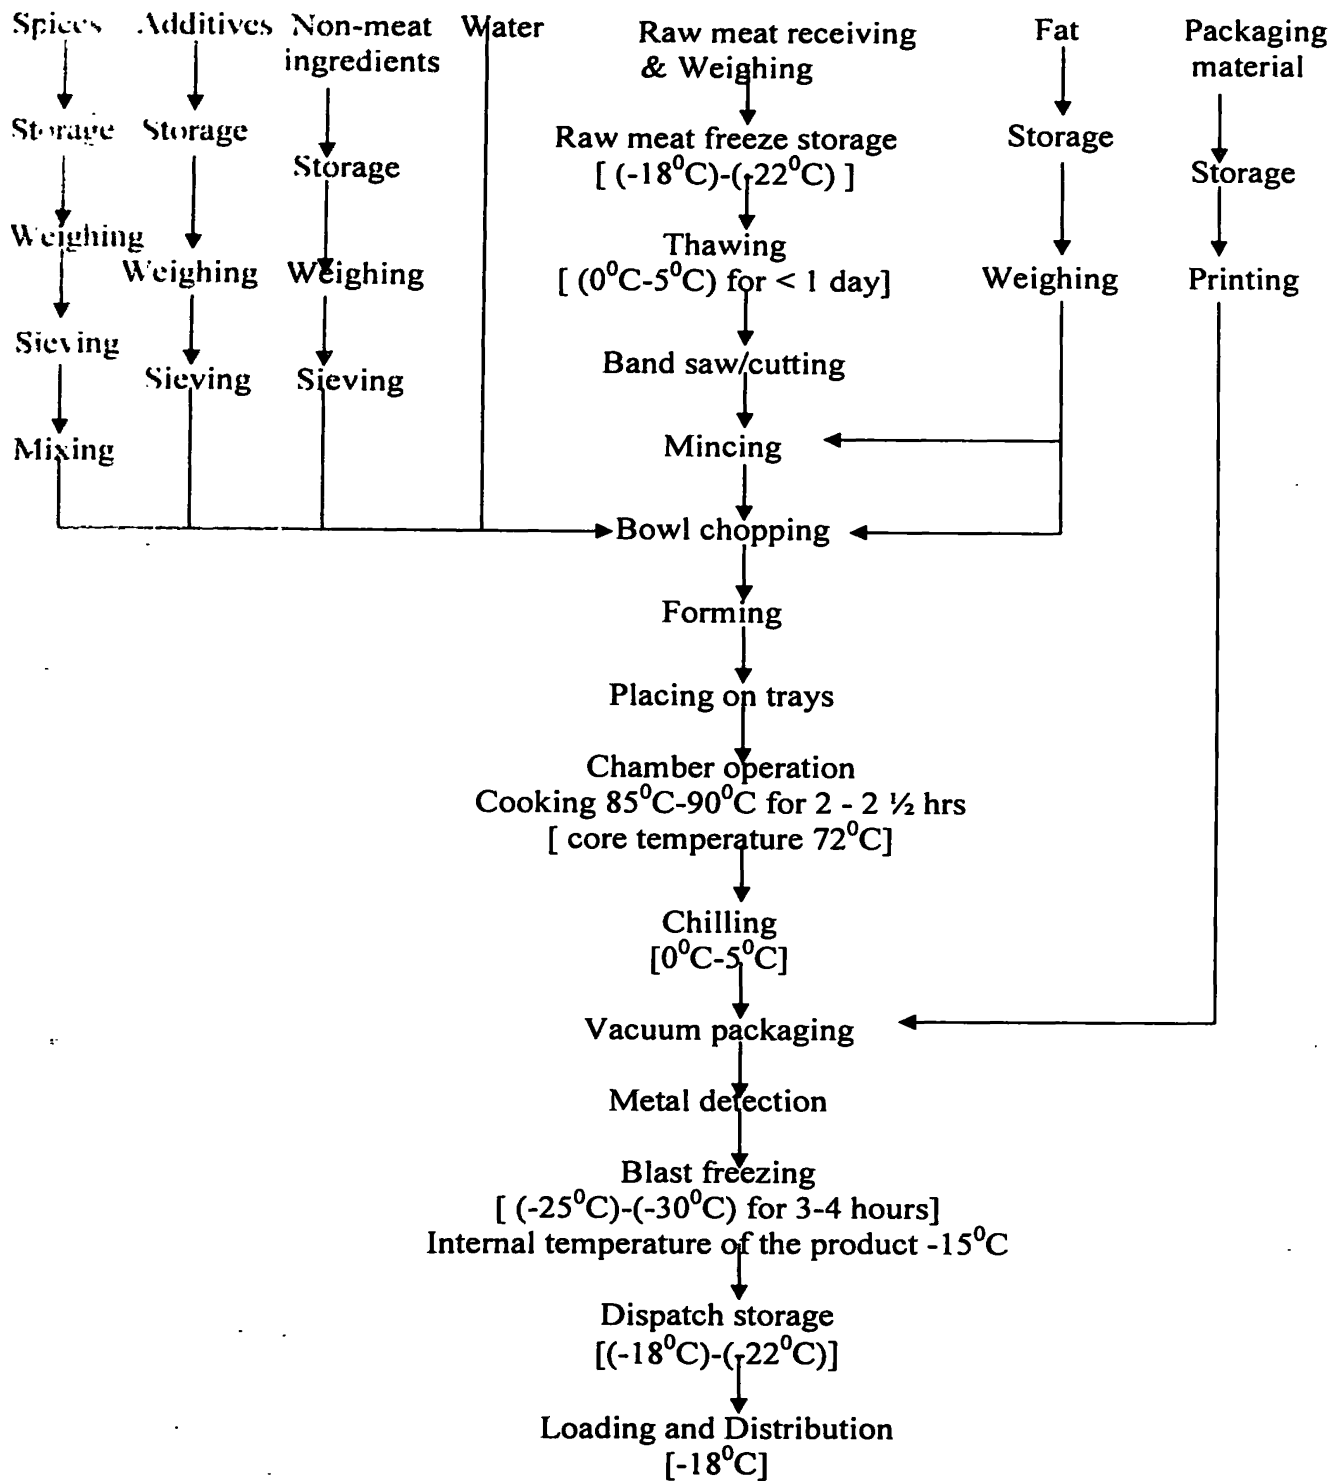 Spices Additives Non-meat Water Raw meat receiving Fat Packaging
ingredients & Weighing material
Storage Storage Raw meat freeze storage Storage
Storage [ (-18⁰C)-(-22⁰C) ] Storage
Weighing Thawing
Weighing Weighing [ (0⁰C-5⁰C) for < 1 day] Weighing Printing
Sieving Band saw/cutting
Sieving Sieving
Mixing Mincing
Bowl chopping
Forming
Placing on trays
Chamber operation
Cooking 85⁰C-90⁰C for 2 - 2 ½ hrs
[ core temperature 72⁰C]
Chilling
[0⁰C-5⁰C]
Vacuum packaging
Metal detection
Blast freezing
[ (-25⁰C)-(-30⁰C) for 3-4 hours]
Internal temperature of the product -15⁰C
Dispatch storage
[(-18⁰C)-(-22⁰C)]
Loading and Distribution
[-18⁰C]